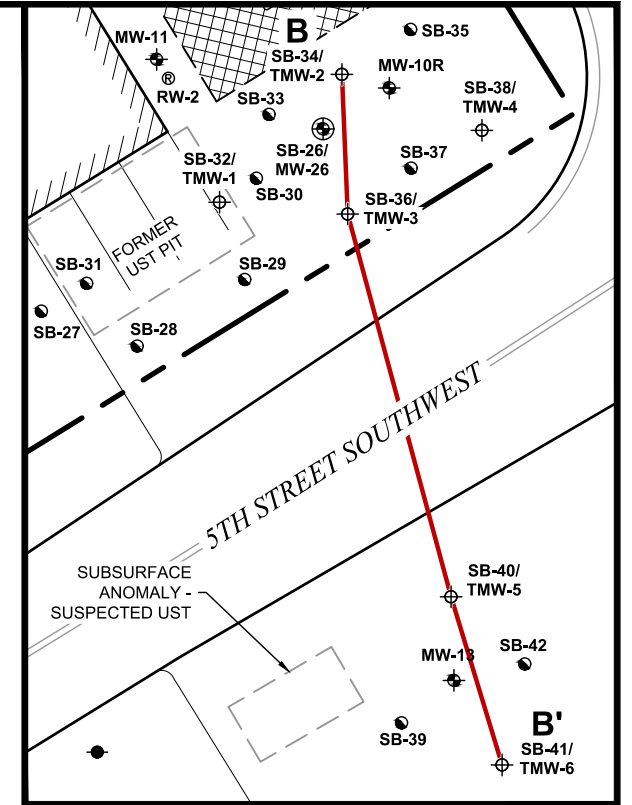 B
SB-35
MW-11
SB-34/
TMW-2
MW-10R
®
RW-2
SB-33
SB-38/
TMW-4
SB-26/
MW-26
SB-32/
TMW-1
SB-37
SB-30
SB-36/
TMW-3
FORMER
UST PIT
SB-31
SB-29
SB-27
SB-28
5TH STREET SOUTHWEST
SUBSURFACE
ANOMALY -
SUSPECTED UST
SB-40/
TMW-5
MW-13
SB-42
SB-39
B'
SB-41/
TMW-6